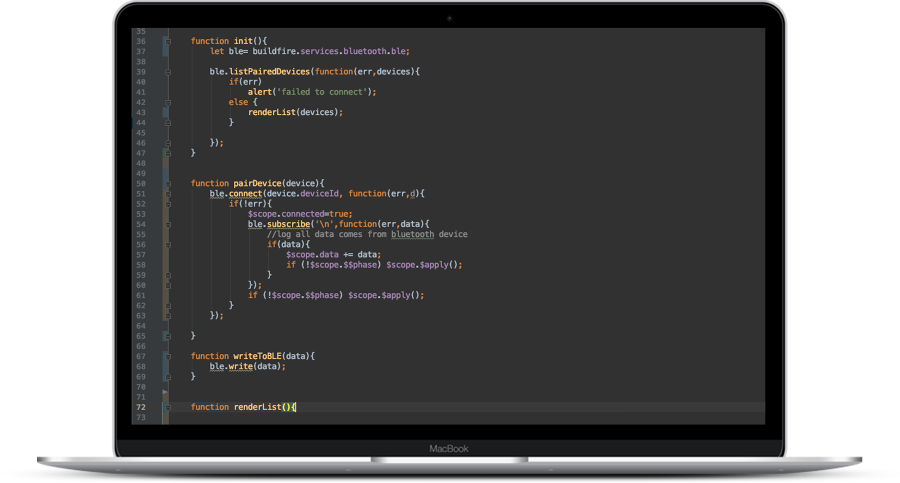 35
36 function init(){
37 let ble= buildfire.services.bluetooth.ble;
38
39 ble.listPairedDevices(function(err,devices){
40 if(err)
41 alert('failed to connect');
42 else {
43 renderList(devices);
44 }
45
46 });
47 }
48
49
50 function pairDevice(device){
51 ble.connect(device.deviceId, function(err,d){
52 if(!err){
53 $scope.connected=true;
54 ble.subscribe('\n',function(err,data){
55 //log all data comes from bluetooth device
56 if(data){
57 $scope.data += data;
58 if (!$scope.$$phase) $scope.$apply();
59 }
60 });
61 if (!$scope.$$phase) $scope.$apply();
62 }
63 });
64
65 }
66
67 function writeToBLE(data){
68 ble.write(data);
69 }
70
71
72 function renderList(){
73
MacBook